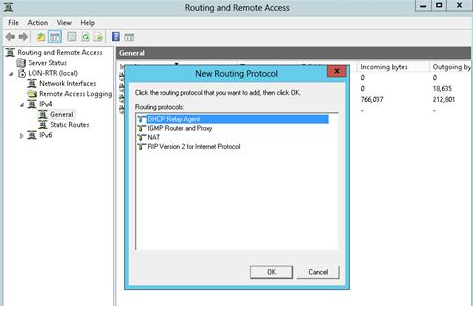 Routing and Remote Access
File Action View Help
Routing and Remote Access
Server Status
LON-RTR (local)
Network Interfaces
Remote Access Logging
IPv4
General
Static Routes
IPv6
General
Incoming bytes
Outgoing by
0
0
0
18,635
766,037
212,801
-
-
New Routing Protocol
Click the routing protocol that you want to add, then click OK.
Routing protocols:
DHCP Relay Agent
IGMP Router and Proxy
NAT
RIP Version 2 for Internet Protocol
OK
Cancel